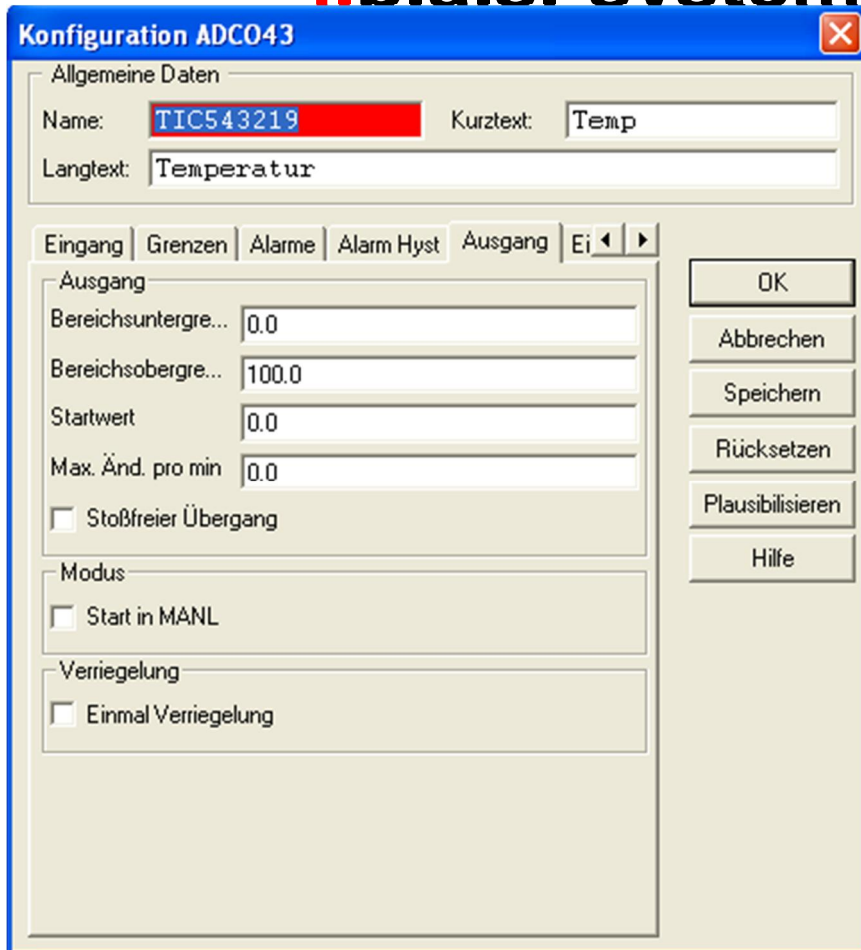 Konfiguration ADCO43
Allgemeine Daten
Name: TIC543219 Kurztext: Temp
Langtext: Temperatur
Eingang Grenzen Alarme Alarm Hyst Ausgang Ei
Ausgang
Bereichsuntergre... 0.0
Bereichsobergre... 100.0
Startwert 0.0
Max. Änd. pro min 0.0
Stoßfreier Übergang
Modus
Start in MANL
Verriegelung
Einmal Verriegelung
OK
Abbrechen
Speichern
Rücksetzen
Plausibilisieren
Hilfe